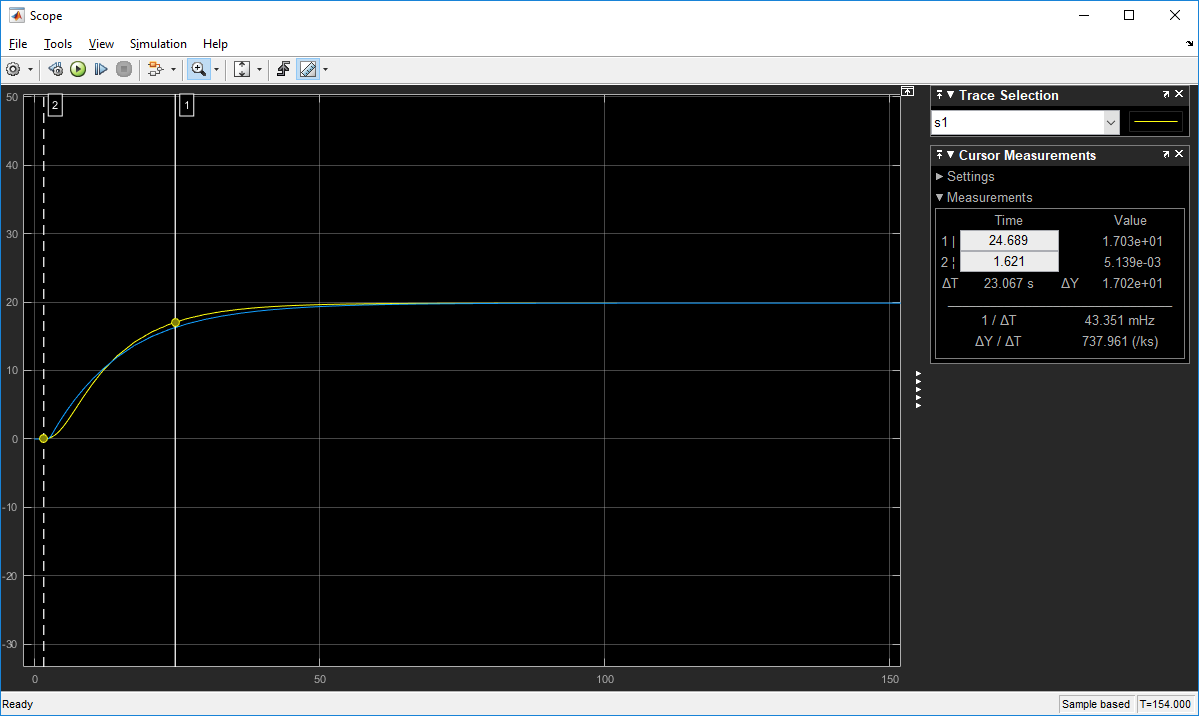 Scope
File Tools View Simulation Help
50
40
30
20
10
0
-10
-20
-30
0 50 100 150
2
1
Trace Selection
s1
Cursor Measurements
Settings
Measurements
Time Value
1 | 24.689 1.703e+01
2 ¦ 1.621 5.139e-03
ΔT 23.067 s ΔY 1.702e+01
1 / ΔT 43.351 mHz
ΔY / ΔT 737.961 (/ks)
Ready Sample based T=154.000